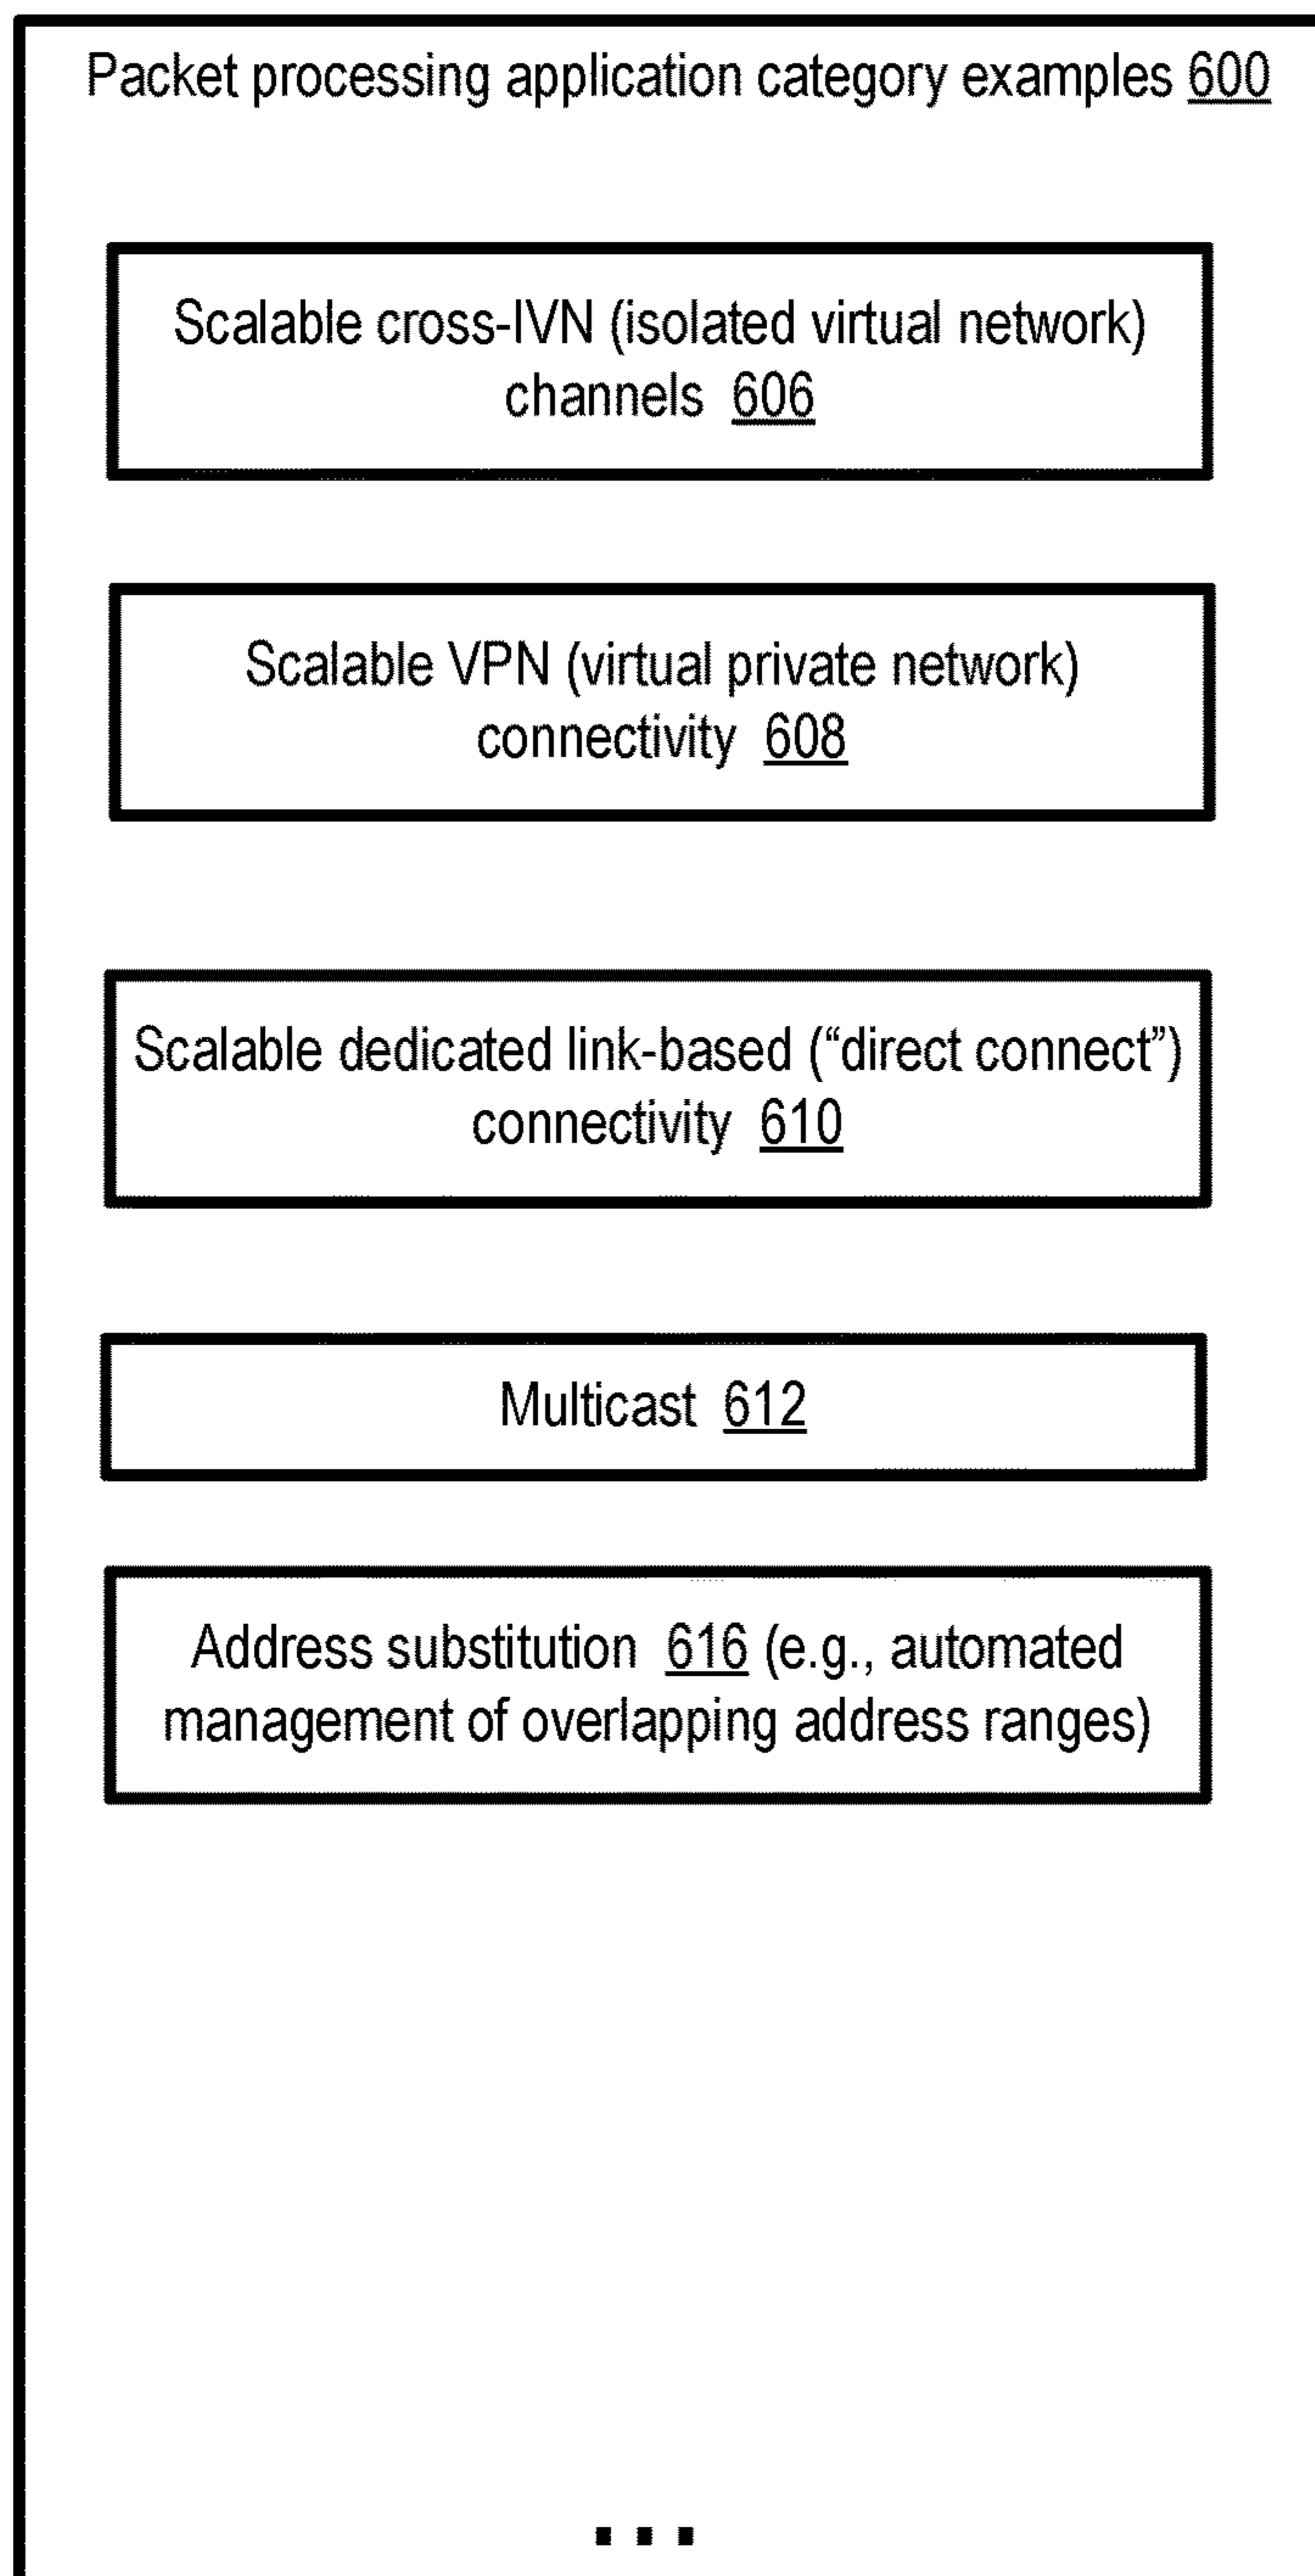 Packet processing application category examples 600
Scalable cross-IVN (isolated virtual network)
channels 606
Scalable VPN (virtual private network)
connectivity 608
Scalable dedicated link-based (“direct connect”)
connectivity 610
Multicast 612
Address substitution 616 (e.g., automated
management of overlapping address ranges)
...